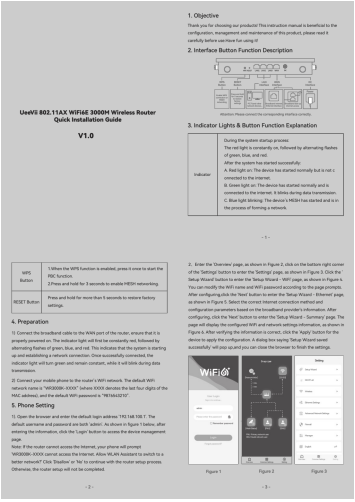 UeeVii 802.11AX WiFi6E 3000M Wireless Router
Quick Installation Guide
V1.0
1. Objective
Thank you for choosing our products! This instruction manual is beneficial to the
configuration, management and maintenance of this product, please read it
carefully before use.Have fun using it!
2. Interface Button Function Description
Attention: Please connect the corresponding interface correctly.
3. Indicator Lights & Button Function Explanation
Indicator
During the system startup process:
The red light is constantly on, followed by alternating flashes
of green, blue, and red.
After the system has started successfully:
A. Red light on: The device has started normally but is not c
onnected to the internet.
B. Green light on: The device has started normally and is
connected to the internet. It blinks during data transmission.
C. Blue light blinking: The device's MESH has started and is in
the process of forming a network.
- 1 -
WPS
Button
1.When the WPS function is enabled, press it once to start the
PBC function.
2.Press and hold for 3 seconds to enable MESH networking.
RESET Button
Press and hold for more than 5 seconds to restore factory
settings.
4. Preparation
1) Connect the broadband cable to the WAN port of the router, ensure that it is
properly powered on. The indicator light will first be constantly red, followed by
alternating flashes of green, blue, and red. This indicates that the system is starting
up and establishing a network connection. Once successfully connected, the
indicator light will turn green and remain constant, while it will blink during data
transmission.
2) Connect your mobile phone to the router's WiFi network. The default WiFi
(where XXXX denotes the last four digits of the
MAC address), and the default WiFi password is
5. Phone Setting
1) Open the browser and enter the default login address: 192.168.100.1. The
default username and password are both 'admin'. As shown in figure 1 below, after
entering the information, click the 'Login' button to access the device management
page.
Note: If the router cannot access the Internet, your phone will prompt
cannot access the Internet. Allow WLAN Assistant to switch to a
better network? Click 'Disallow' or 'No' to continue with the router setup process.
Otherwise, the router setup will not be completed.
- 2 -
2. Enter the 'Overview' page, as shown in Figure 2; click on the bottom right corner
of the 'Settings' button to enter the 'Settings' page, as shown in Figure 3. Click the '
Setup Wizard' button to enter the 'Setup Wizard - WiFi' page, as shown in Figure 4.
You can modify the WiFi name and WiFi password according to the page prompts.
After configuring,click the 'Next' button to enter the 'Setup Wizard - Ethernet' page,
as shown in Figure 5. Select the correct Internet connection method and
configuration parameters based on the broadband provider's information. After
configuring, click the 'Next' button to enter the 'Setup Wizard - Summary' page. The
page will display the configured WiFi and network settings information, as shown in
Figure 6. After verifying the information is correct, click the 'Apply' button for the
device to apply the configuration. A dialog box saying 'Setup Wizard saved
successfully' will pop up,and you can close the browser to finish the settings.
WiFi6
Setting
Figure 1
Figure 2
Figure 3
- 3 -